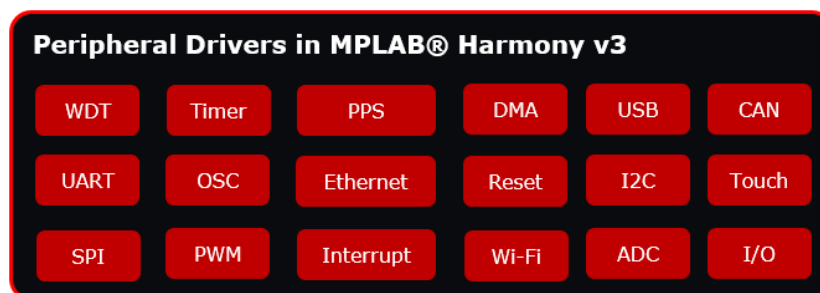 Peripheral Drivers in MPLAB® Harmony v3
WDT Timer PPS DMA USB CAN
UART OSC Ethernet Reset I2C Touch
SPI PWM Interrupt Wi-Fi ADC I/O